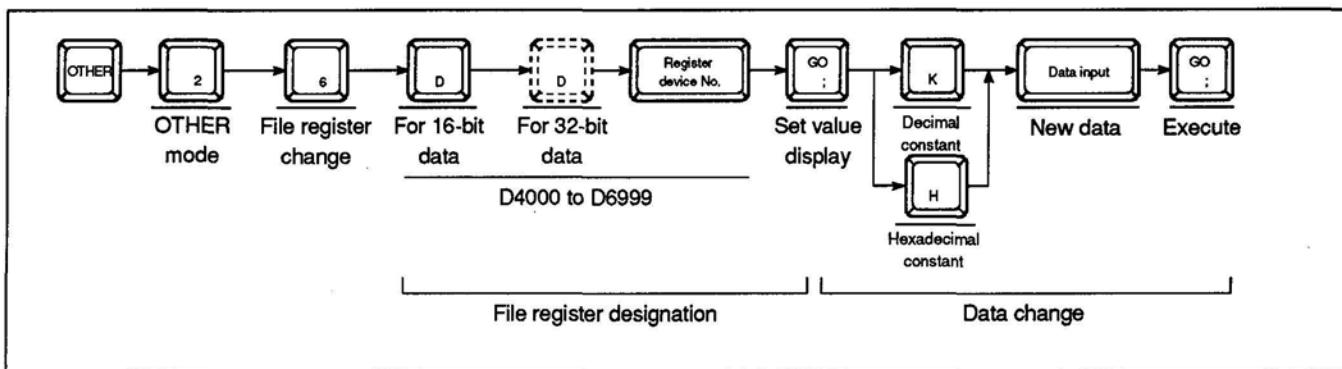 OTHER
2
OTHER
mode
6
File register
change
D
For 16-bit
data
D
For 32-bit
data
Register
device No.
D4000 to D6999
GO
;
Set value
display
K
Decimal
constant
H
Hexadecimal
constant
Data input
New data
GO
;
Execute
File register designation
Data change